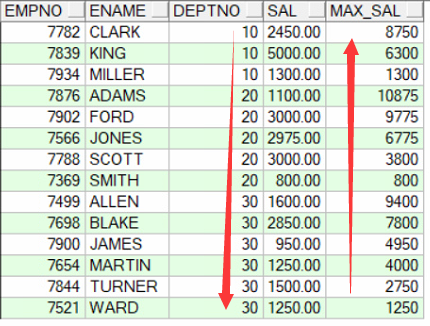 EMPNO ENAME DEPTNO SAL MAX_SAL
7782 CLARK 10 2450.00 8750
7839 KING 10 5000.00 6300
7934 MILLER 10 1300.00 1300
7876 ADAMS 20 1100.00 10875
7902 FORD 20 3000.00 9775
7566 JONES 20 2975.00 6775
7788 SCOTT 20 3000.00 3800
7369 SMITH 20 800.00 800
7499 ALLEN 30 1600.00 9400
7698 BLAKE 30 2850.00 7800
7900 JAMES 30 950.00 4950
7654 MARTIN 30 1250.00 4000
7844 TURNER 30 1500.00 2750
7521 WARD 30 1250.00 1250